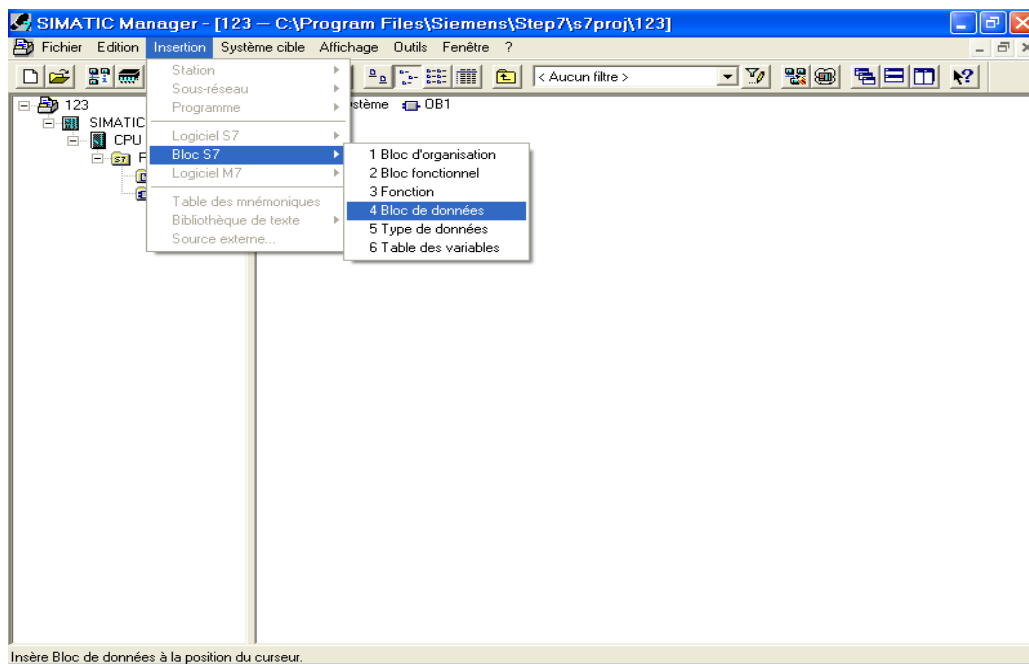 SIMATIC Manager - [123 -- C:\Program Files\Siemens\Step7\s7proj\123]
Fichier Edition Insertion Système cible Affichage Outils Fenêtre ?
< Aucun filtre >
123
SIMATIC
CPU
S7 F
stème OB1
Station
Sous-réseau
Programme
Logiciel S7
Bloc S7
Logiciel M7
Table des mnémoniques
Bibliothèque de texte
Source externe...
1 Bloc d'organisation
2 Bloc fonctionnel
3 Fonction
4 Bloc de données
5 Type de données
6 Table des variables
Insère Bloc de données à la position du curseur.